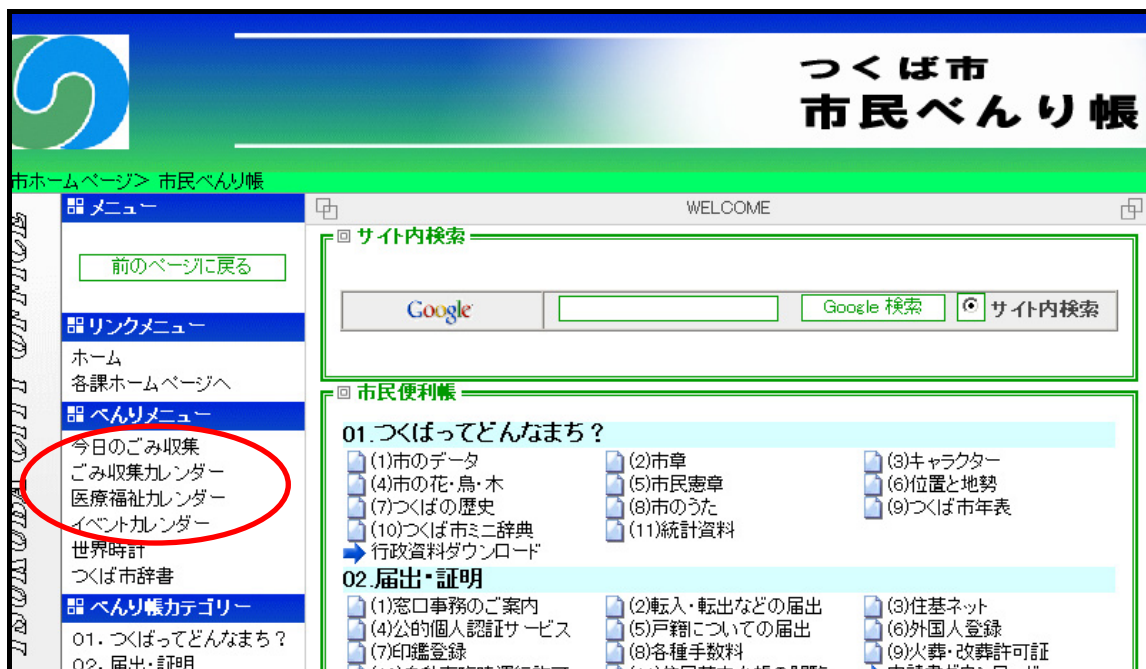 つくば市
市民べんり帳
市ホームページ> 市民べんり帳
メニュー
前のページに戻る
リンクメニュー
ホーム
各課ホームページへ
べんりメニュー
今日のごみ収集
ごみ収集カレンダー
医療福祉カレンダー
イベントカレンダー
世界時計
つくば市辞書
べんり帳カテゴリー
01. つくばってどんなまち?
02. 届出・証明
WELCOME
サイト内検索
Google Google 検索 サイト内検索
市民便利帳
01.つくばってどんなまち?
(1)市のデータ (2)市章 (3)キャラクター
(4)市の花・鳥・木 (5)市民憲章 (6)位置と地勢
(7)つくばの歴史 (8)市のうた (9)つくば市年表
(10)つくば市ミニ辞典 (11)統計資料
行政資料ダウンロード
02.届出・証明
(1)窓口事務のご案内 (2)転入・転出などの届出 (3)住基ネット
(4)公的個人認証サービス (5)戸籍についての届出 (6)外国人登録
(7)印鑑登録 (8)各種手数料 (9)火葬・改葬許可証